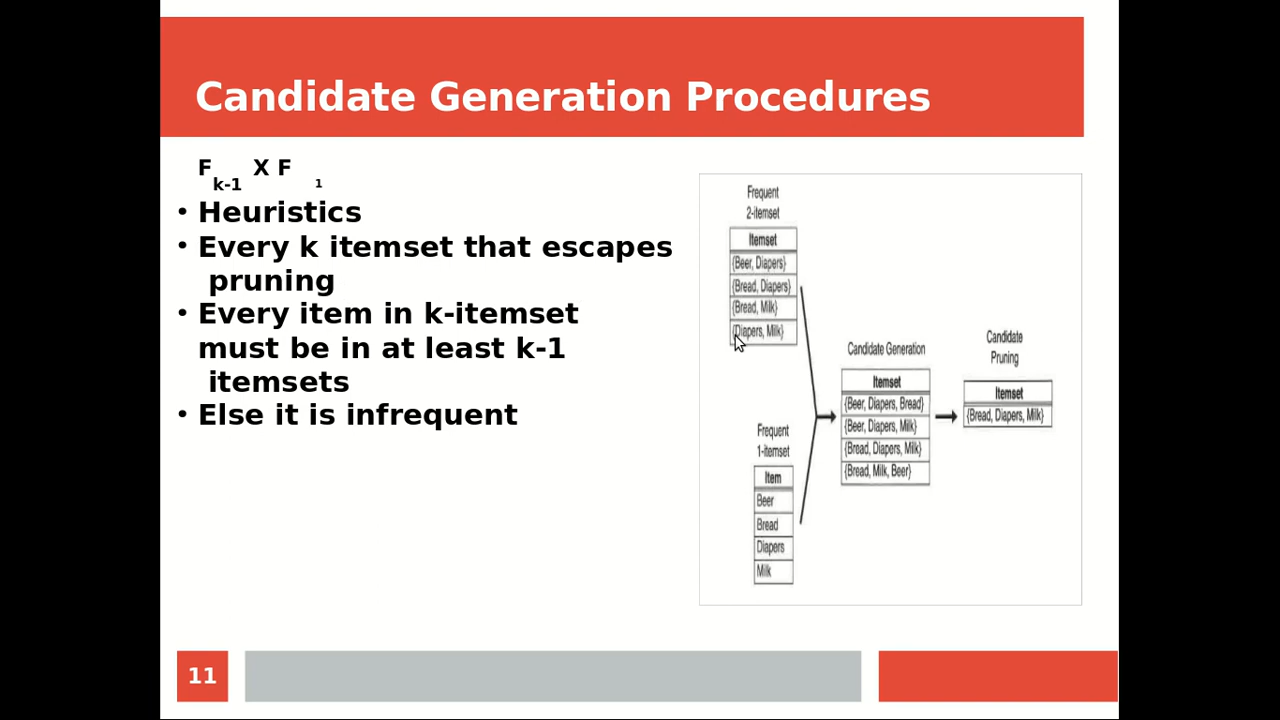 Candidate Generation Procedures
F k-1 X F 1
• Heuristics
• Every k itemset that escapes
pruning
• Every item in k-itemset
must be in at least k-1
itemsets
• Else it is infrequent
Frequent
2-itemset
Itemset
{Beer, Diapers}
{Bread, Diapers}
{Bread, Milk}
{Diapers, Milk}
Frequent
1-itemset
Item
Beer
Bread
Diapers
Milk
Candidate Generation
Itemset
{Beer, Diapers, Bread}
{Beer, Diapers, Milk}
{Bread, Diapers, Milk}
{Bread, Milk, Beer}
Candidate
Pruning
Itemset
{Bread, Diapers, Milk}
11